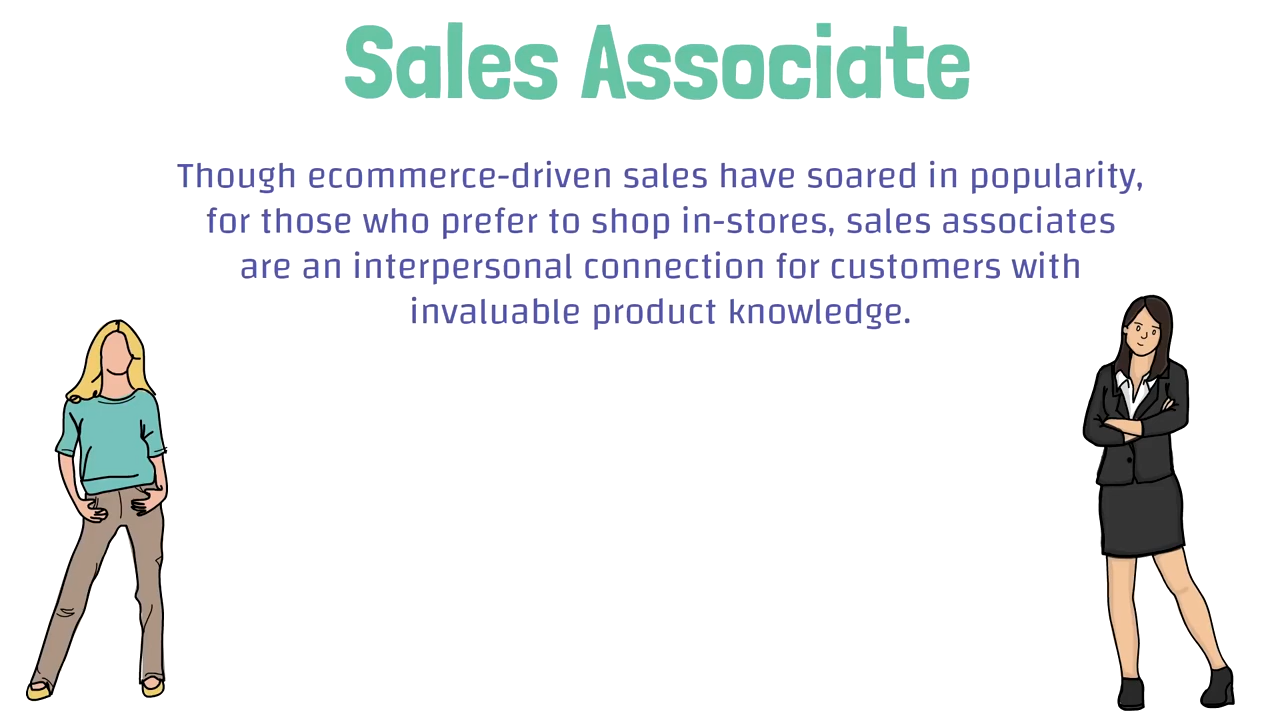 Sales Associate
Though ecommerce-driven sales have soared in popularity,
for those who prefer to shop in-stores, sales associates
are an interpersonal connection for customers with
invaluable product knowledge.